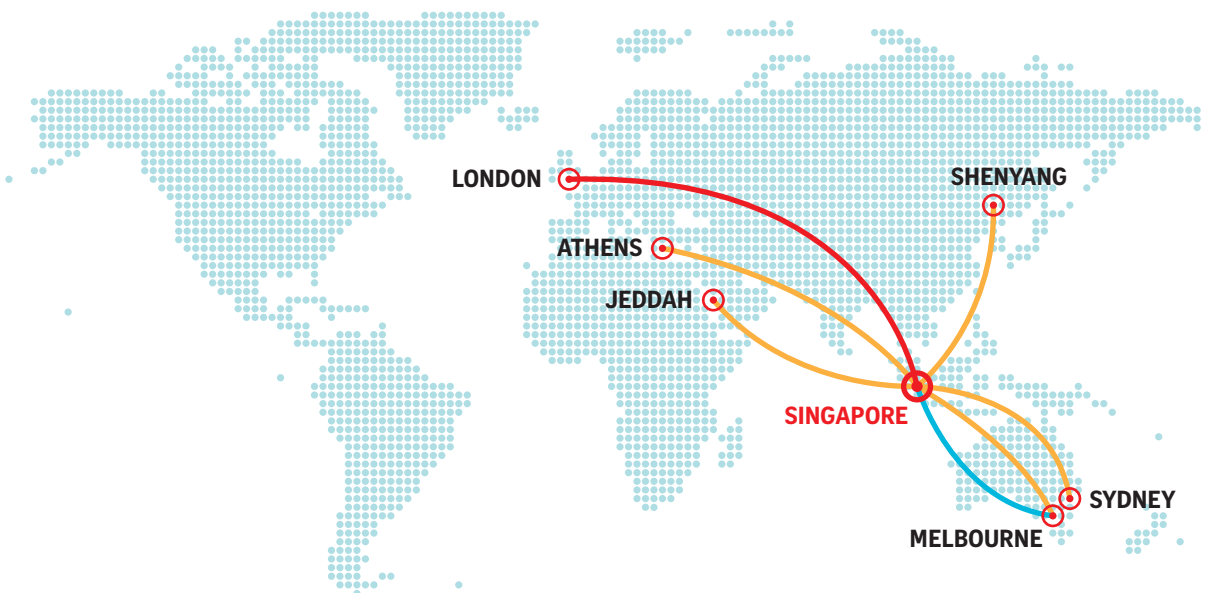 LONDON
SHENYANG
ATHENS
JEDDAH
SINGAPORE
SYDNEY
MELBOURNE